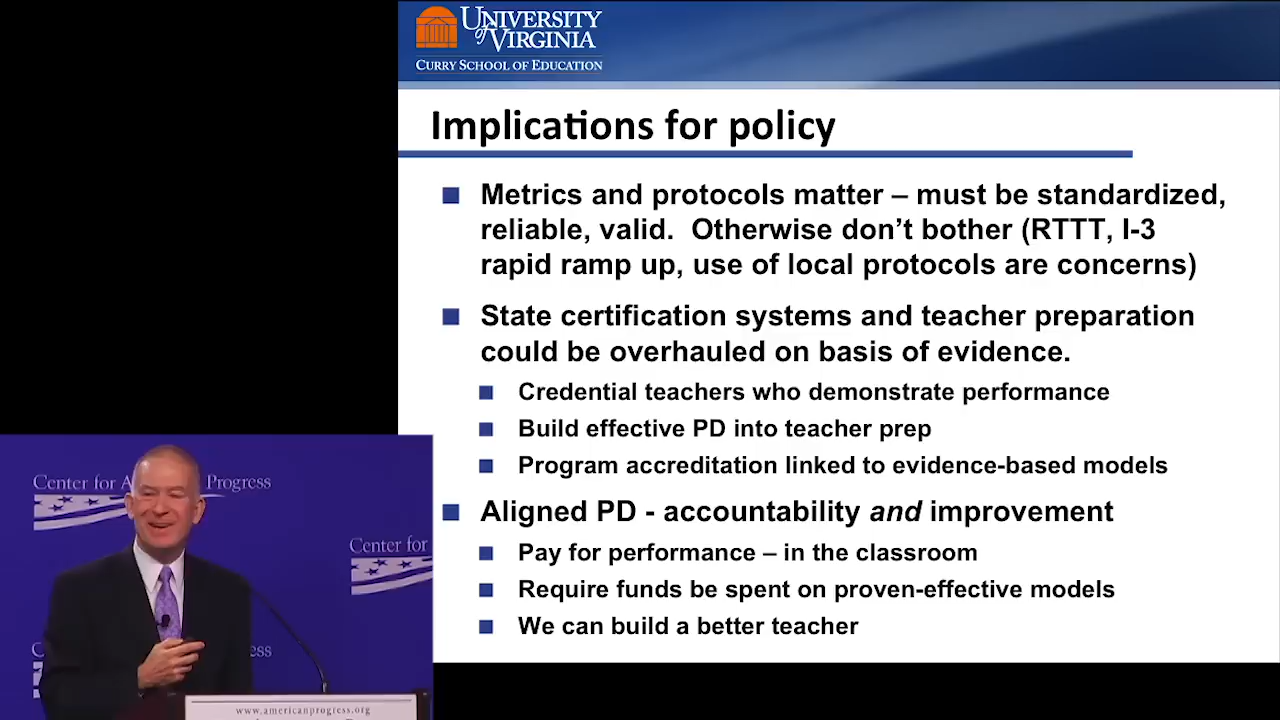 UNIVERSITY
of VIRGINIA
CURRY SCHOOL OF EDUCATION
Implications for policy
Metrics and protocols matter – must be standardized,
reliable, valid.  Otherwise don't bother (RTTT, I-3
rapid ramp up, use of local protocols are concerns)
State certification systems and teacher preparation
could be overhauled on basis of evidence.
Credential teachers who demonstrate performance
Build effective PD into teacher prep
Program accreditation linked to evidence-based models
Aligned PD - accountability and improvement
Pay for performance – in the classroom
Require funds be spent on proven-effective models
We can build a better teacher
Center for A Progress
Center for
www.americanprogress.org